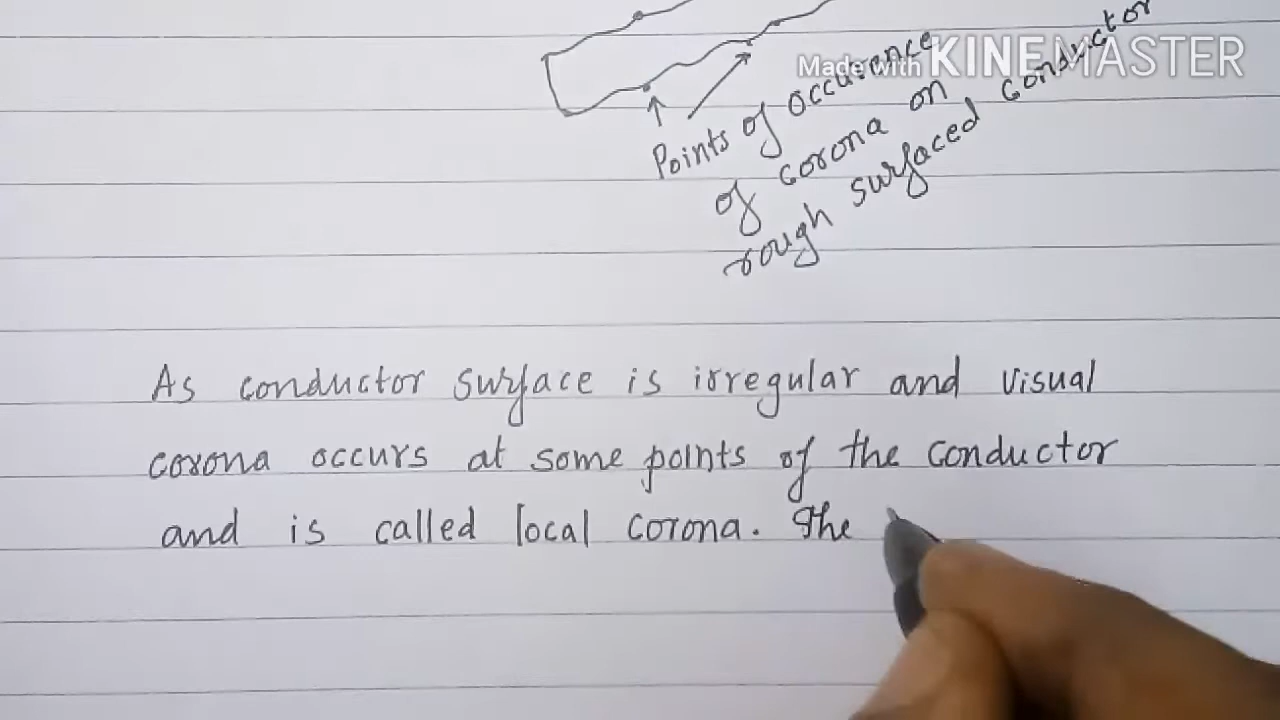 Made with KINEMASTER
Points of occurence
of corona on
rough surfaced conductor
As conductor surface is irregular and visual
corona occurs at some points of the conductor
and is called local corona. The